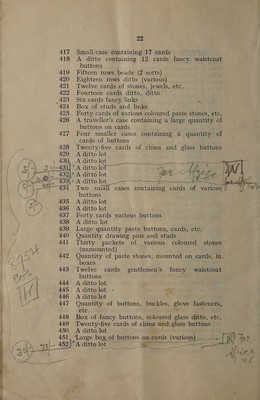 22
417 Small case containing 17 cards
418 A ditto containing 12 cards fancy waistcoat
buttons
419 Fifteen rows beads (2 sorts)
420 Eighteen rows ditto (various)
421 Twelve cards of stones, jewels, etc.
422 Fourteen cards ditto, ditto
423 Six cards fancy links
424 Box of studs and links
425 Forty cards of various coloured paste stones, etc.
426 A traveller's case containing a large quantity of
buttons on cards
427 Four smaller cases containing a quantity of
cards of buttons
428 Twenty-five cards of china and glass buttons
429 A ditto lot
430 A ditto lot
431 A ditto lot
432 A ditto lot
433 A ditto lot
434 Two small cases containing cards of various
buttons
435 A ditto lot
436 A ditto lot
437 Forty cards various buttons
438 A ditto lot
439 Large quantity paste buttons, cards, etc.
440 Quantity drawing pins and studs
441 Thirty packets of various coloured stones
(unmounted)
442 Quantity of paste stones, mounted on cards, in
boxes
443 Twelve cards gentlemen's fancy waistcoat
buttons
444 A ditto lot
445 A ditto lot
446 A ditto lot
447 Quantity of buttons, buckles, glove fasteners,
etc.
448 Box of fancy buttons, coloured glass ditto, etc.
449 Twenty-five cards of china and glass buttons
450 A ditto lot
451 Large box of buttons on cards (various)
452 A ditto lot